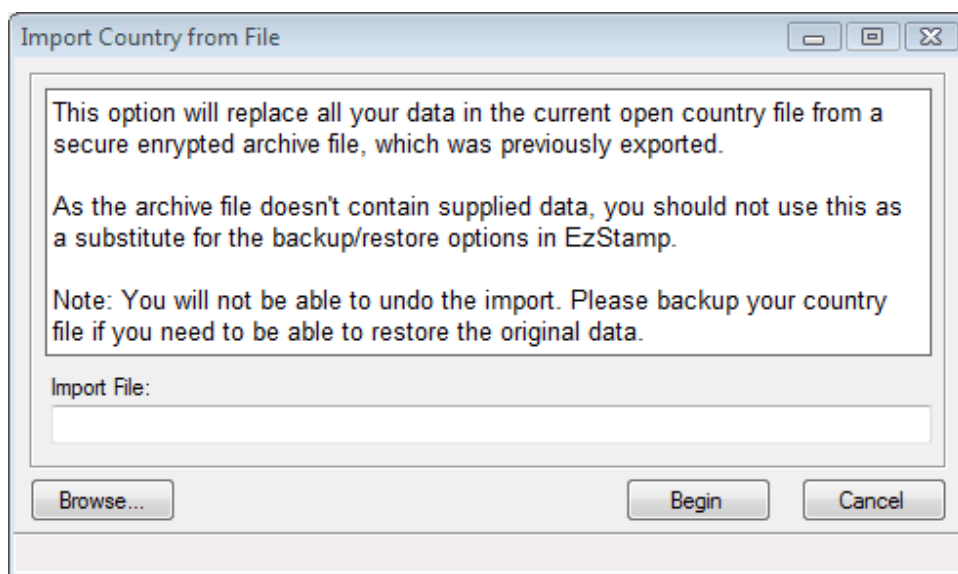 Import Country from File
This option will replace all your data in the current open country file from a
secure encrypted archive file, which was previously exported.
As the archive file doesn't contain supplied data, you should not use this as
a substitute for the backup/restore options in EzStamp.
Note: You will not be able to undo the import. Please backup your country
file if you need to be able to restore the original data.
Import File:
Browse...
Begin
Cancel